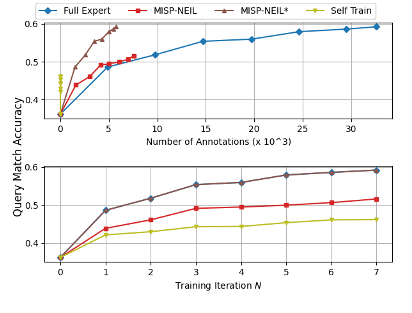 Full Expert MISP-NEIL MISP-NEIL* Self Train
0.6
0.5
0.4
0 5 10 15 20 25 30
Number of Annotations (x 10^3)
Query Match Accuracy
0.6
0.5
0.4
0 1 2 3 4 5 6 7
Training Iteration N